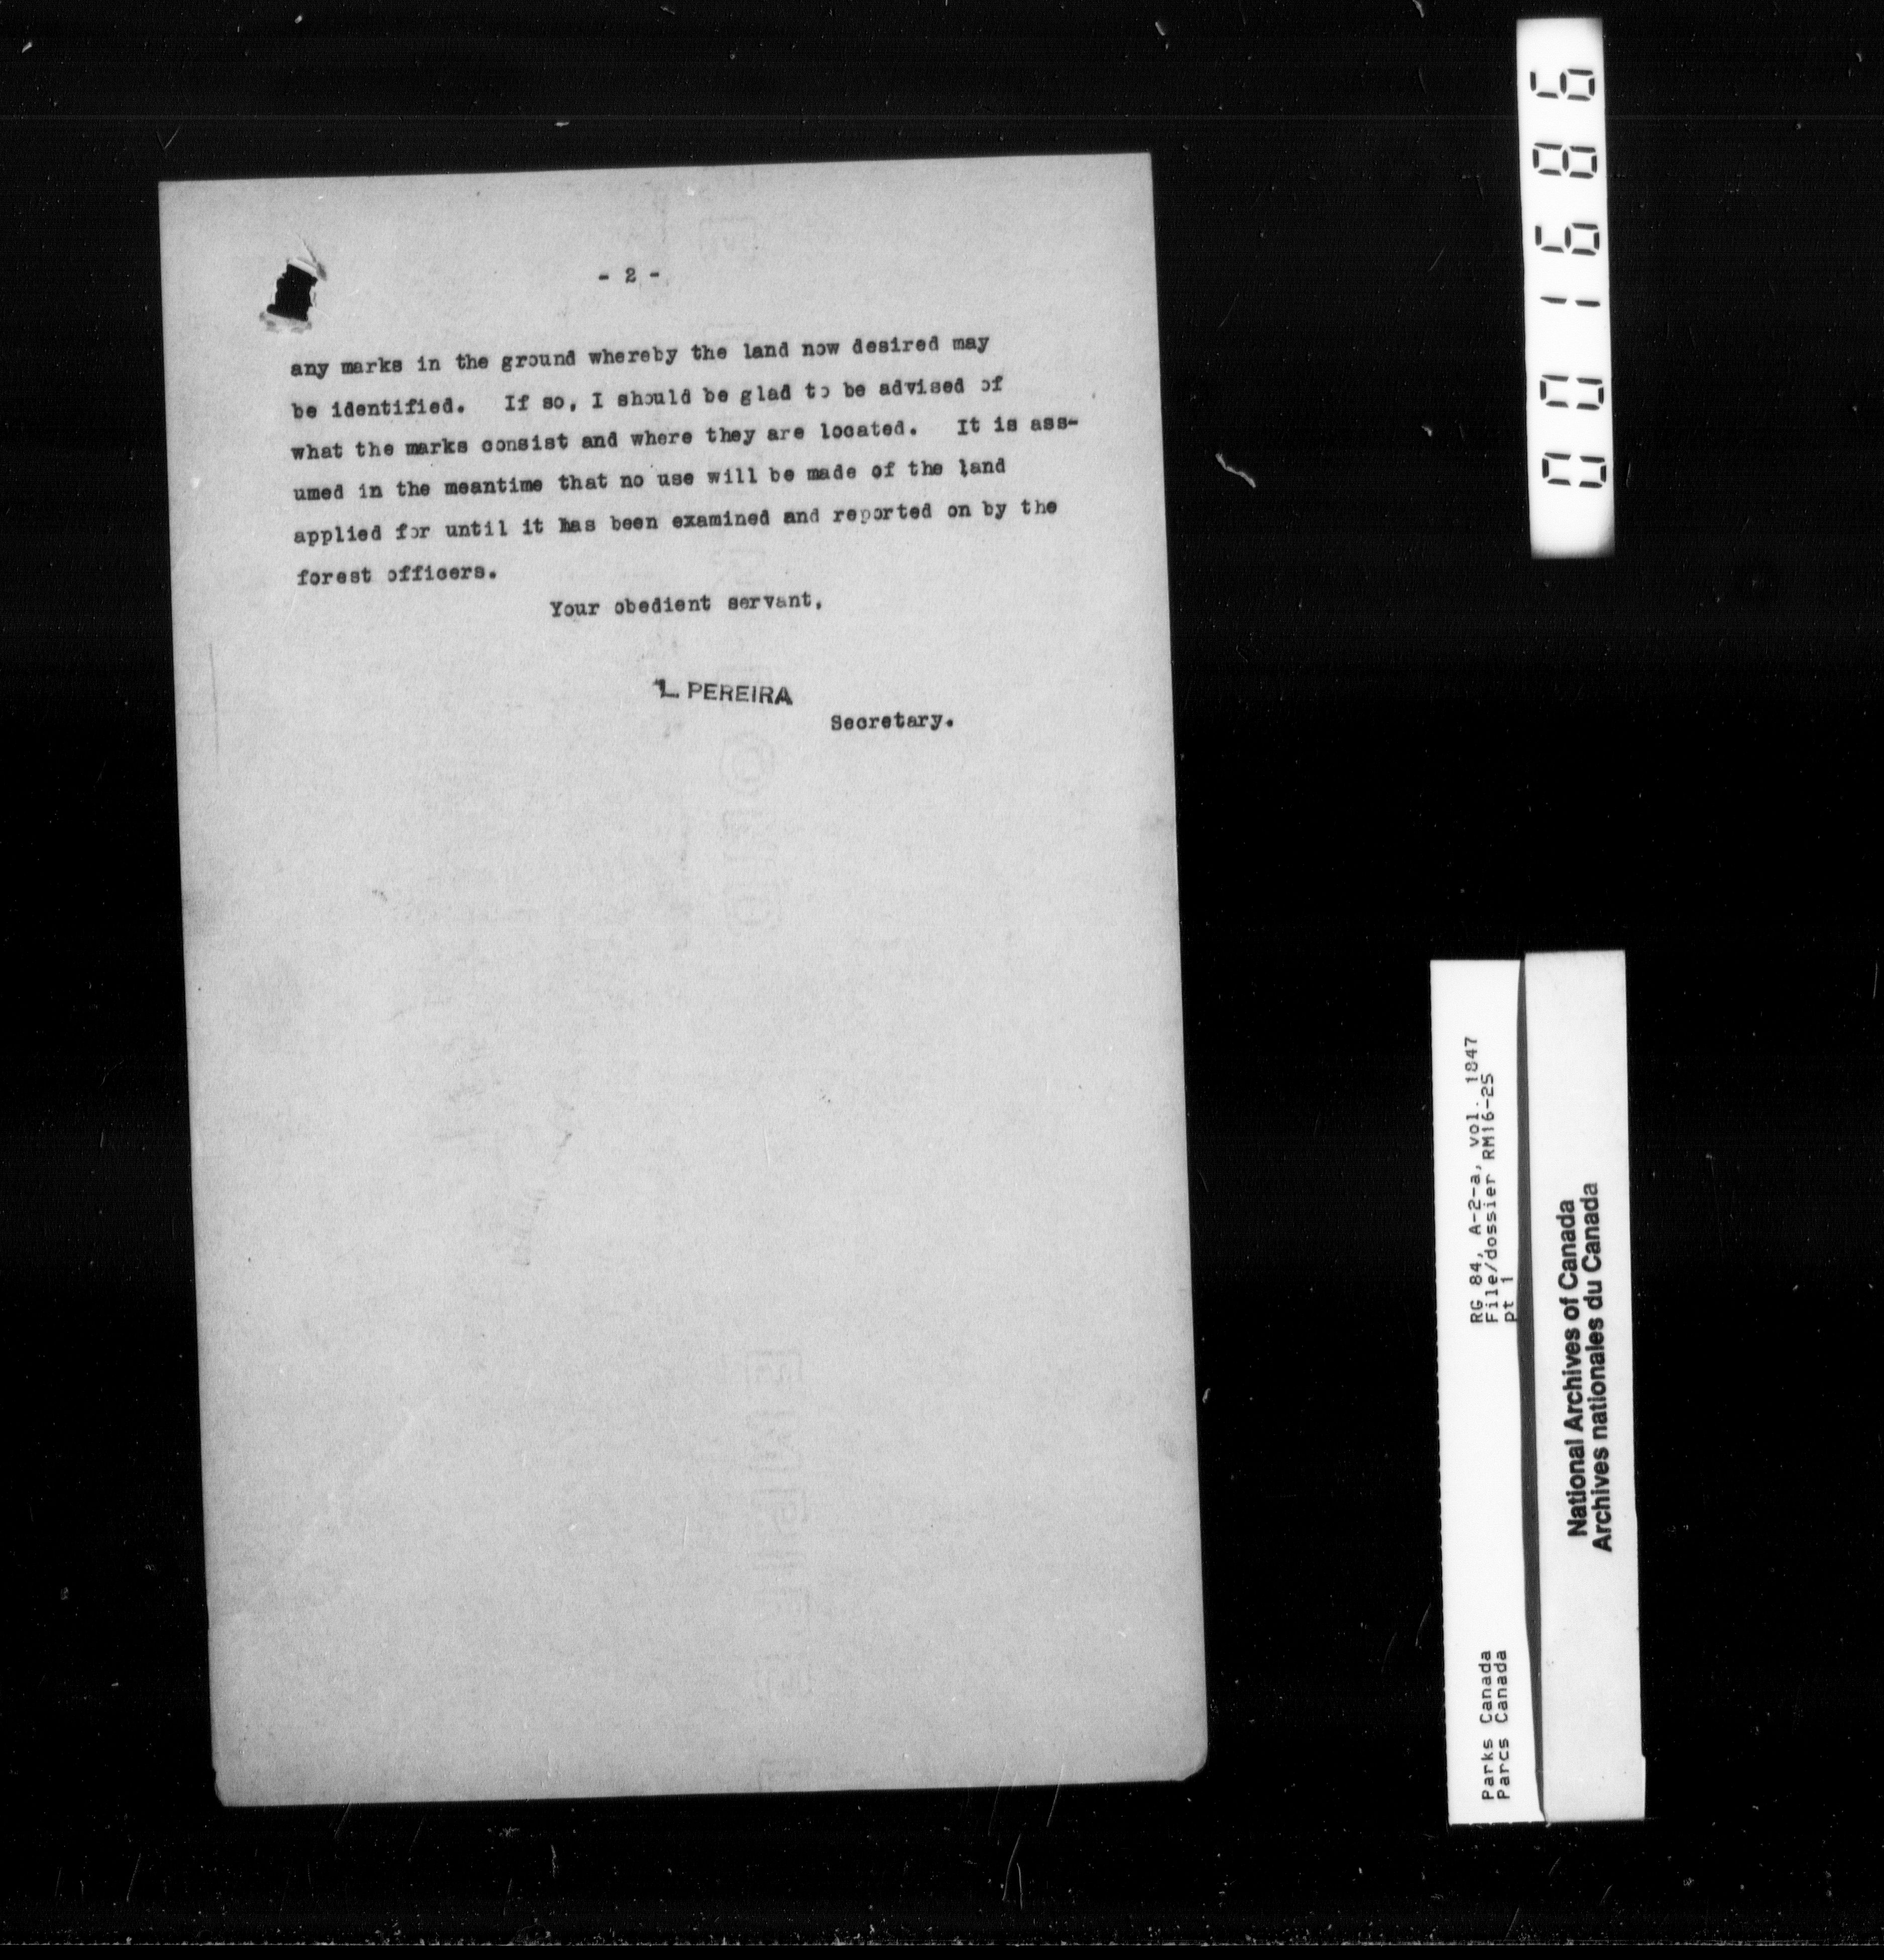 - 2 -
any marks in the ground whereby the land now desired may
be identified. If so, I should be glad to be advised of
what the marks consist and where they are located. It is ass-
umed in the meantime that no use will be made of the land
applied for until it has been examined and reported on by the
forest officers.
Your obedient servant,
L. PEREIRA
Secretary.
001686
RG 84, A-2-a, vol. 1847
File/dossier RM16-25
pt 1
Parks Canada
Parcs Canada
National Archives of Canada
Archives nationales du Canada